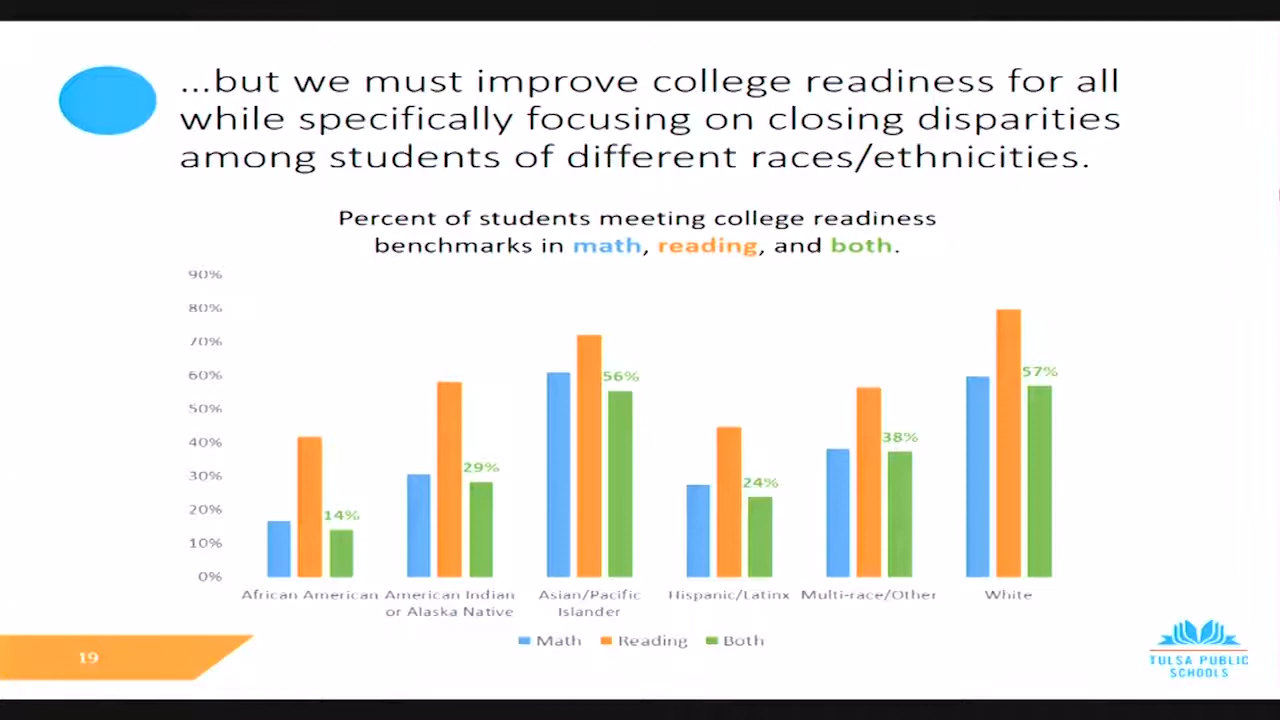 ...but we must improve college readiness for all
while specifically focusing on closing disparities
among students of different races/ethnicities.
Percent of students meeting college readiness
benchmarks in math, reading, and both.
90%
80%
70%
60%
50%
40%
30%
20%
10%
0%
14%
29%
56%
24%
38%
57%
African American
American Indian
or Alaska Native
Asian/Pacific
Islander
Hispanic/Latinx
Multi-race/Other
White
Math Reading Both
19
TULSA PUBLIC
SCHOOLS